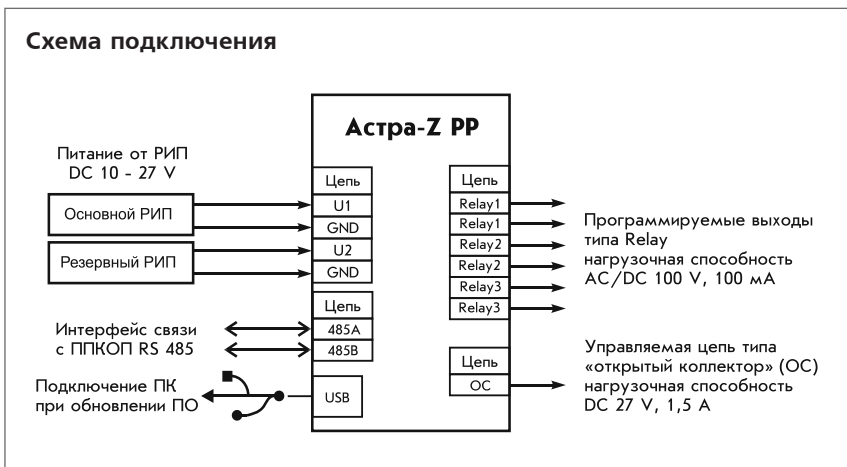 Схема подключения
Астра-Z РР
Питание от РИП
DC 10 - 27 V
Основной РИП
Резервный РИП
Цепь
U1
GND
U2
GND
Цепь
485A
485B
USB
Интерфейс связи
с ППКОП RS 485
Подключение ПК
при обновлении ПО
Цепь
Relay1
Relay1
Relay2
Relay2
Relay3
Relay3
Программируемые выходы
типа Relay
нагрузочная способность
AC/DC 100 V, 100 мА
Цепь
OC
Управляемая цепь типа
«открытый коллектор» (ОС)
нагрузочная способность
DC 27 V, 1,5 А